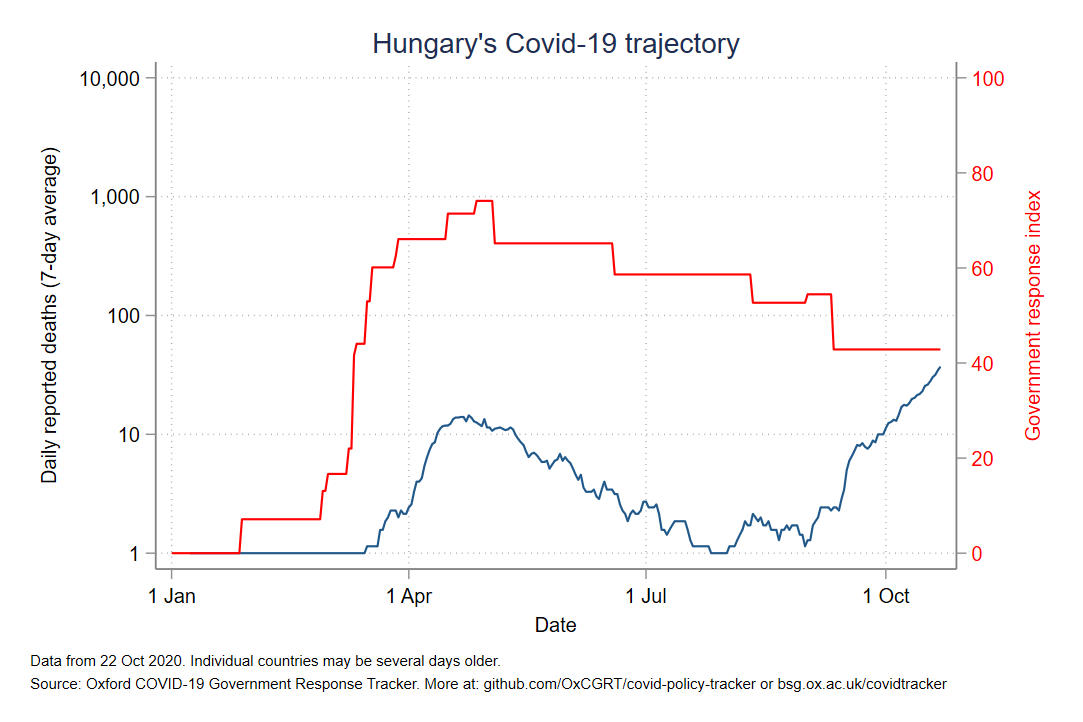 Hungary's Covid-19 trajectory
10,000
1,000
100
10
1
Daily reported deaths (7-day average)
100
80
60
40
20
0
Government response index
1 Jan
1 Apr
1 Jul
1 Oct
Date
Data from 22 Oct 2020. Individual countries may be several days older.
Source: Oxford COVID-19 Government Response Tracker. More at: github.com/OxCGRT/covid-policy-tracker or bsg.ox.ac.uk/covidtracker